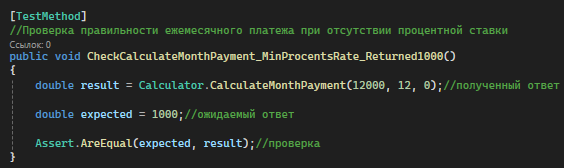 [TestMethod]
//Проверка правильности ежемесячного платежа при отсутствии процентной ставки
Ссылок: 0
public void CheckCalculateMonthPayment_MinProcentsRate_Returned1000()
{
double result = Calculator.CalculateMonthPayment(12000, 12, 0);//полученный ответ
double expected = 1000;//ожидаемый ответ
Assert.AreEqual(expected, result);//проверка
}